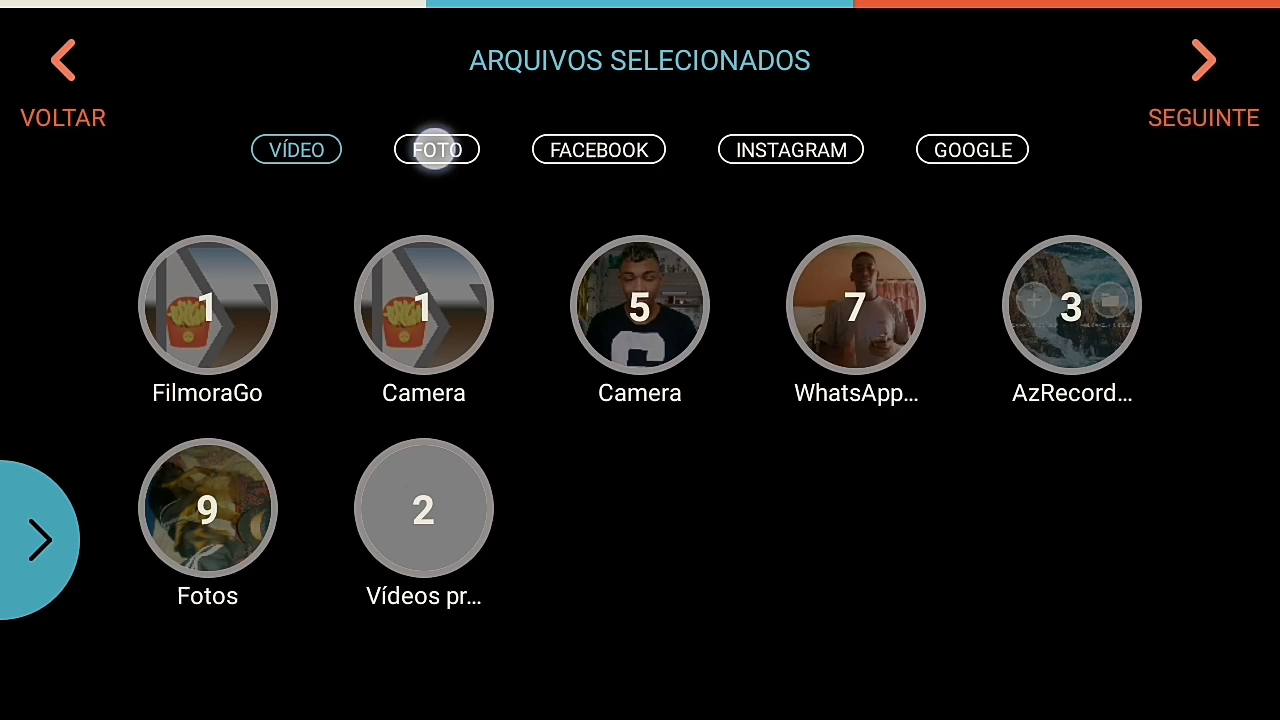 ARQUIVOS SELECIONADOS
VOLTAR
SEGUINTE
VÍDEO
FOTO
FACEBOOK
INSTAGRAM
GOOGLE
1
1
5
7
3
FilmoraGo
Camera
Camera
WhatsApp...
AzRecord...
9
2
Fotos
Vídeos pr...